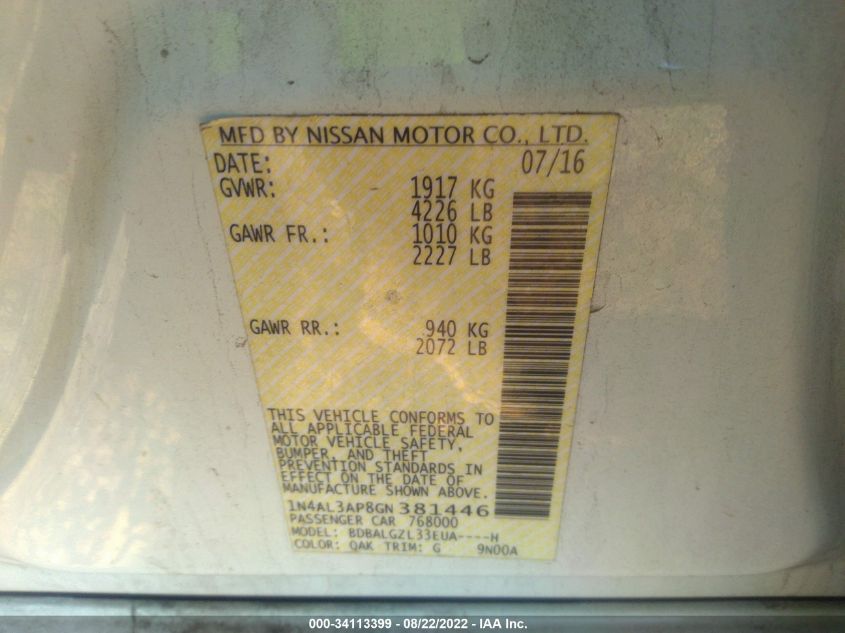 MFD BY NISSAN MOTOR CO., LTD.
DATE: 07/16
GVWR: 1917 KG
4226 LB
GAWR FR.: 1010 KG
2227 LB
GAWR RR.: 940 KG
2072 LB
THIS VEHICLE CONFORMS TO
ALL APPLICABLE FEDERAL
MOTOR VEHICLE SAFETY,
BUMPER, AND THEFT
PREVENTION STANDARDS IN
EFFECT ON THE DATE OF
MANUFACTURE SHOWN ABOVE.
1N4AL3AP8GN381446
PASSENGER CAR 768000
MODEL: BDBALGZL33EUA----H
COLOR: QAK TRIM: G 9N00A
000-34113399 - 08/22/2022 - IAA Inc.